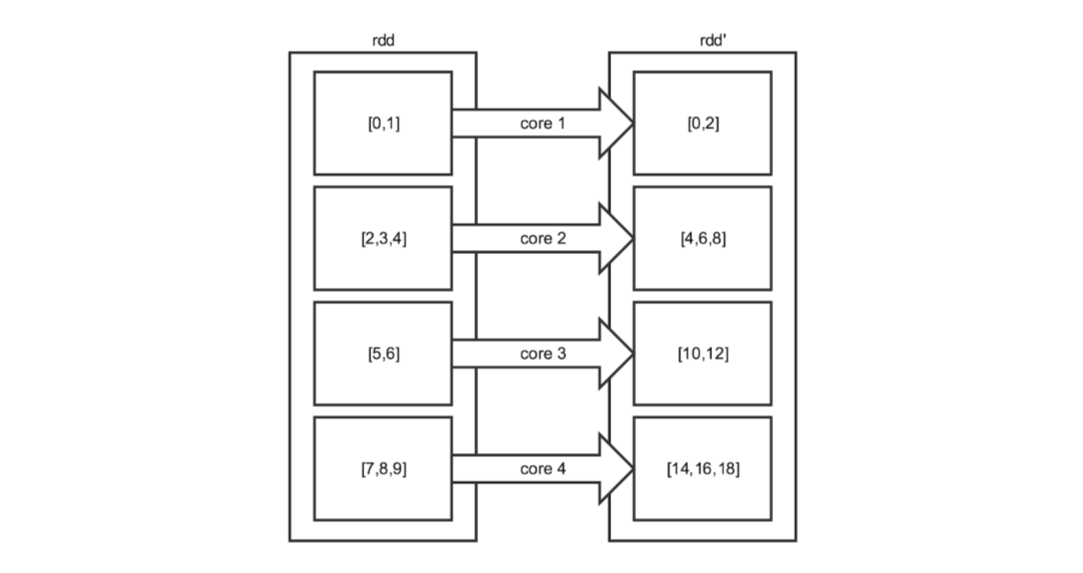 rdd rdd'
[0,1] core 1 [0,2]
[2,3,4] core 2 [4,6,8]
[5,6] core 3 [10,12]
[7,8,9] core 4 [14,16,18]